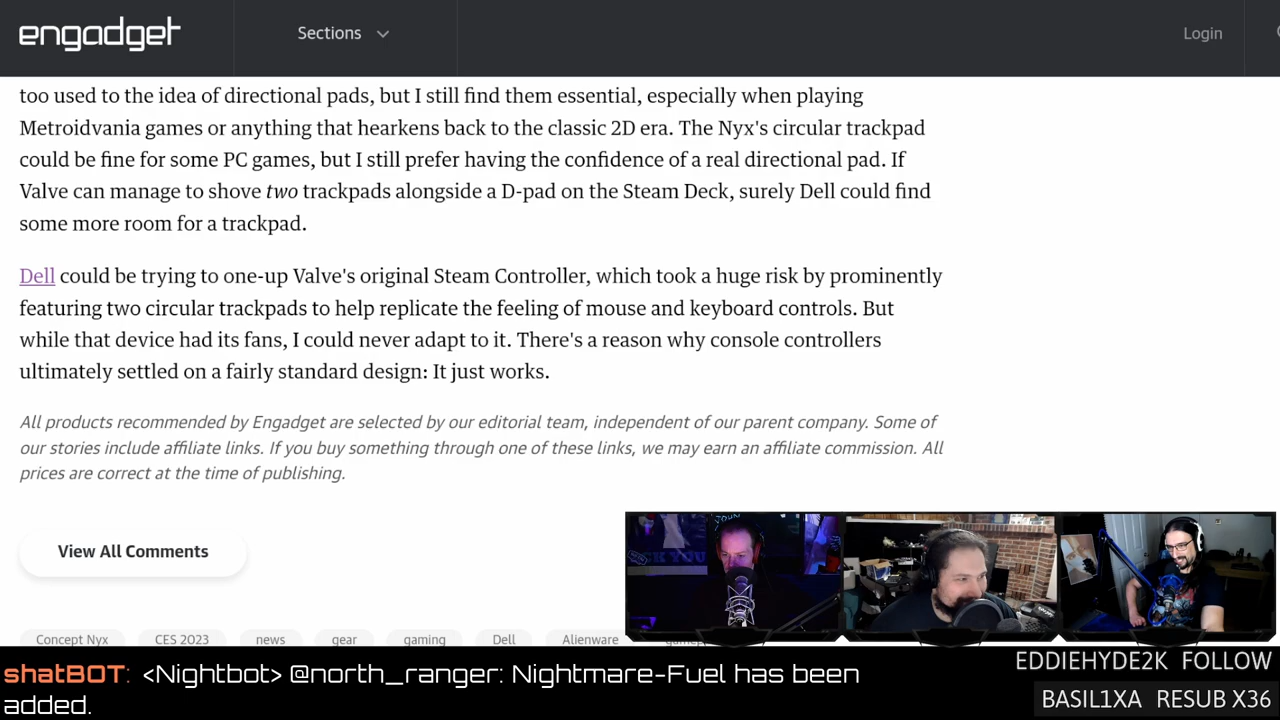 engadget
Sections
Login
too used to the idea of directional pads, but I still find them essential, especially when playing
Metroidvania games or anything that hearkens back to the classic 2D era. The Nyx's circular trackpad
could be fine for some PC games, but I still prefer having the confidence of a real directional pad. If
Valve can manage to shove two trackpads alongside a D-pad on the Steam Deck, surely Dell could find
some more room for a trackpad.
Dell could be trying to one-up Valve's original Steam Controller, which took a huge risk by prominently
featuring two circular trackpads to help replicate the feeling of mouse and keyboard controls. But
while that device had its fans, I could never adapt to it. There's a reason why console controllers
ultimately settled on a fairly standard design: It just works.
All products recommended by Engadget are selected by our editorial team, independent of our parent company. Some of
our stories include affiliate links. If you buy something through one of these links, we may earn an affiliate commission. All
prices are correct at the time of publishing.
View All Comments
Concept Nyx
CES 2023
news
gear
gaming
Dell
Alienware
shatBOT: <Nightbot> @north_ranger: Nightmare-Fuel has been
added.
EDDIEHYDE2K FOLLOW
BASIL1XA RESUB X36